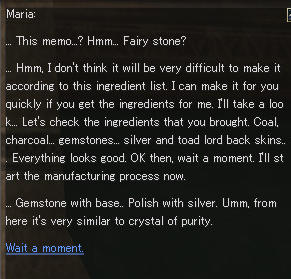 Maria:
... This memo...? Hmm... Fairy stone?
... Hmm, I don't think it will be very difficult to make it
according to this ingredient list. I can make it for you
quickly if you get the ingredients for me. I'll take a loo
k... Let's check the ingredients that you brought. Coal,
charcoal... gemstones... silver and toad lord back skins..
. Everything looks good. OK then, wait a moment. I'll st
art the manufacturing process now.
... Gemstone with base.. Polish with silver. Umm, from
here it's very similar to crystal of purity.
Wait a moment.